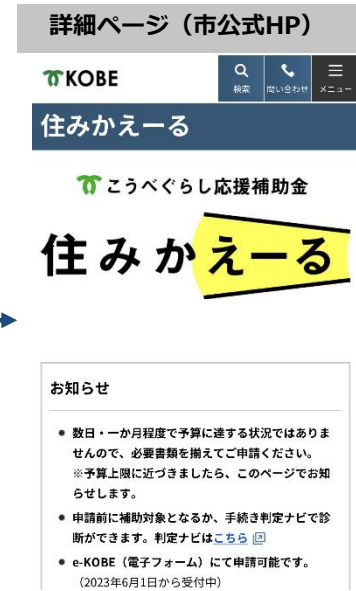 詳細ページ（市公式HP）
KOBE
検索
問い合わせ
メニュー
住みかえーる
こうべぐらし応援補助金
住みかえーる
お知らせ
● 数日・一か月程度で予算に達する状況ではありま
せんので、必要書類を揃えてご申請ください。
※予算上限に近づきましたら、このページでお知
らせします。
● 申請前に補助対象となるか、手続き判定ナビで診
断ができます。判定ナビはこちら
● e-KOBE（電子フォーム）にて申請可能です。
（2023年6月1日から受付中）